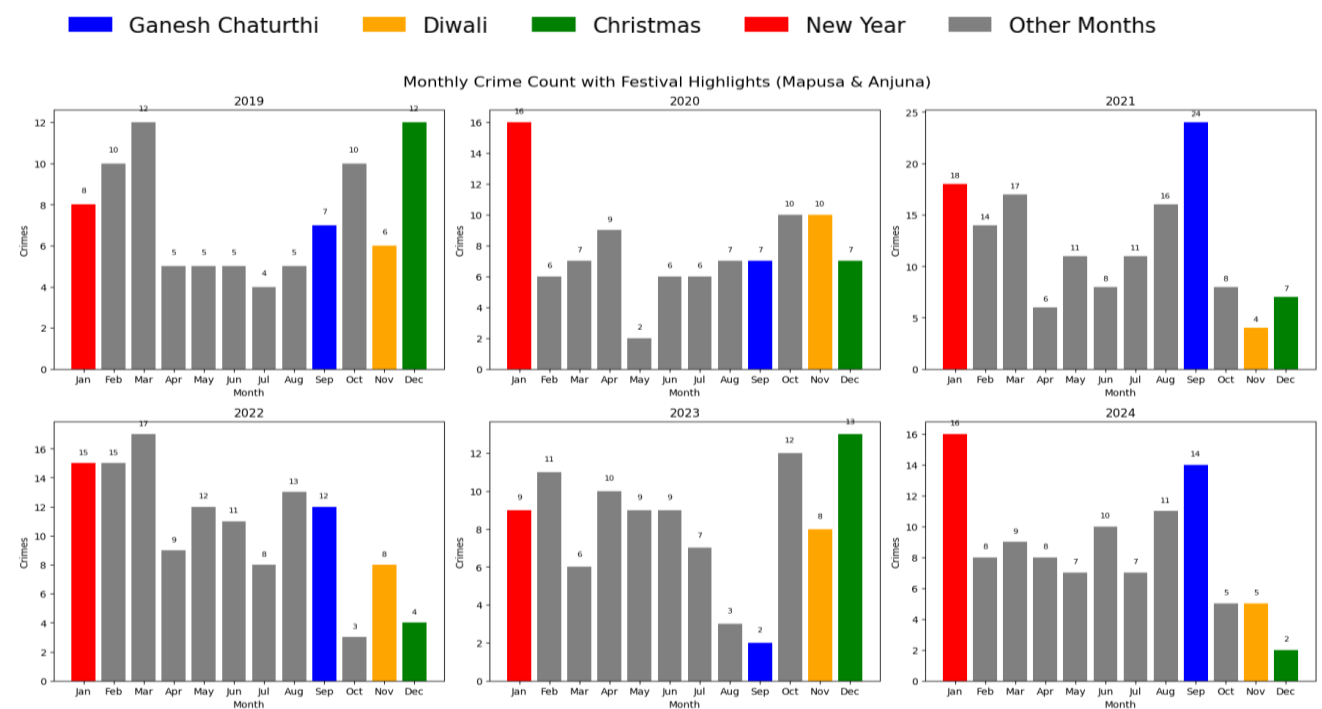 Ganesh Chaturthi Diwali Christmas New Year Other Months
Monthly Crime Count with Festival Highlights (Mapusa & Anjuna)
2019
Crimes
0 2 4 6 8 10 12
8 10 12 5 5 5 4 5 7 10 6 12
Jan Feb Mar Apr May Jun Jul Aug Sep Oct Nov Dec
Month
2020
Crimes
0 2 4 6 8 10 12 14 16
16 6 7 9 2 6 6 7 7 10 10 7
Jan Feb Mar Apr May Jun Jul Aug Sep Oct Nov Dec
Month
2021
Crimes
0 5 10 15 20 25
18 14 17 6 11 8 11 16 24 8 4 7
Jan Feb Mar Apr May Jun Jul Aug Sep Oct Nov Dec
Month
2022
Crimes
0 2 4 6 8 10 12 14 16
15 15 17 9 12 11 8 13 12 3 8 4
Jan Feb Mar Apr May Jun Jul Aug Sep Oct Nov Dec
Month
2023
Crimes
0 2 4 6 8 10 12
9 11 6 10 9 9 7 3 2 12 8 13
Jan Feb Mar Apr May Jun Jul Aug Sep Oct Nov Dec
Month
2024
Crimes
0 2 4 6 8 10 12 14 16
16 8 9 8 7 10 7 11 14 5 5 2
Jan Feb Mar Apr May Jun Jul Aug Sep Oct Nov Dec
Month